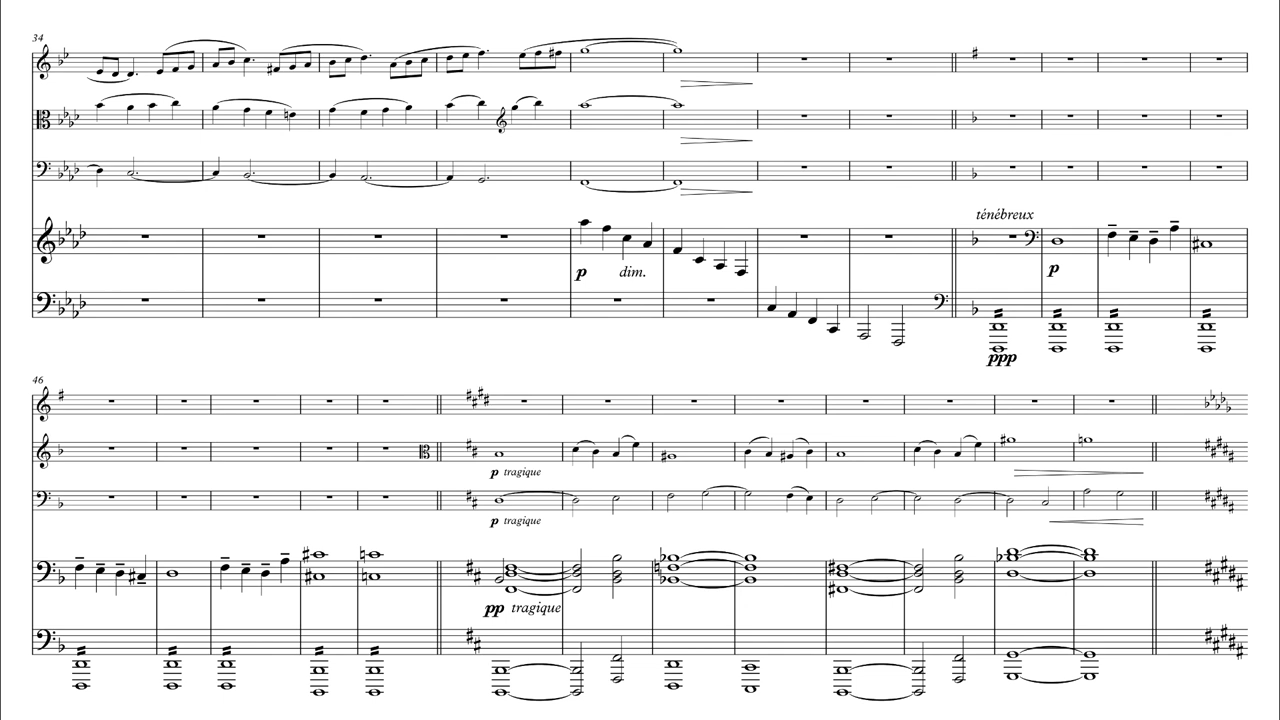 34
p dim.
ténébreux
p
ppp
46
p tragique
p tragique
pp tragique